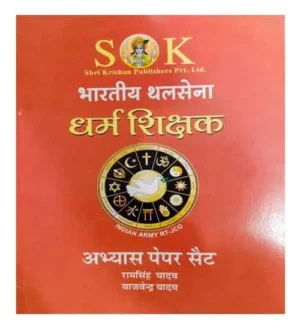 SK
Shri Krishan Publishers Pvt. Ltd.
भारतीय थलसेना
धर्म शिक्षक
INDIAN ARMY RT-JCO
अभ्यास पेपर सैट
रामसिंह यादव
याजवेन्द्र यादव